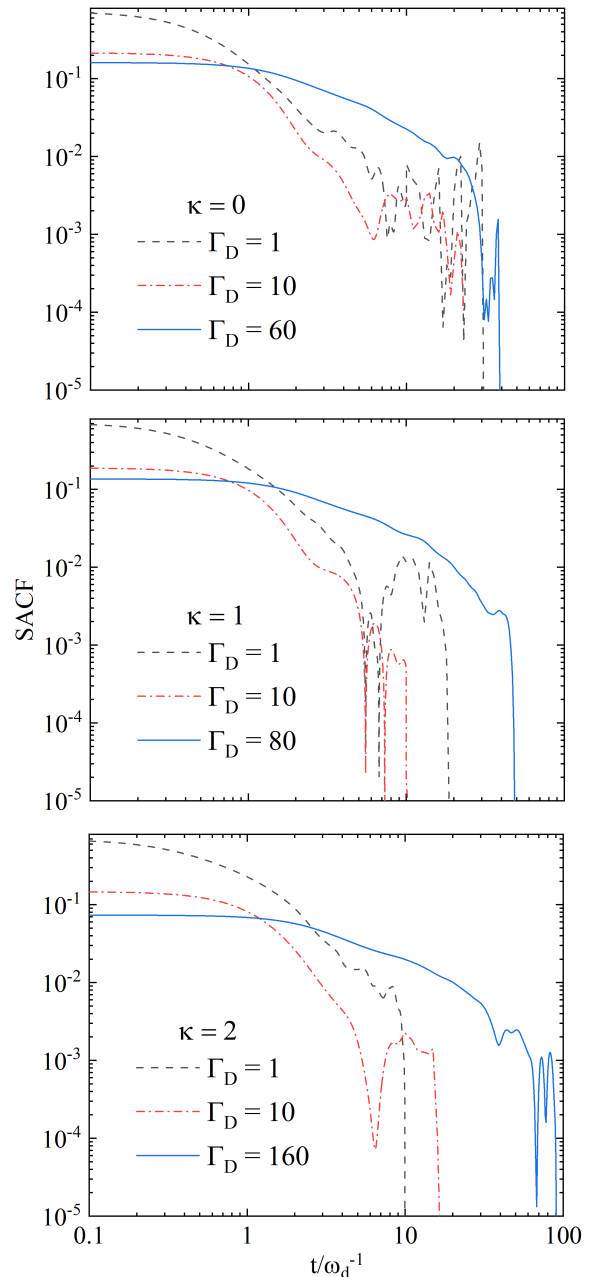 10⁻¹
10⁻²
10⁻³
10⁻⁴
10⁻⁵
κ = 0
Γ_D = 1
Γ_D = 10
Γ_D = 60
10⁻¹
10⁻²
10⁻³
10⁻⁴
10⁻⁵
SACF
κ = 1
Γ_D = 1
Γ_D = 10
Γ_D = 80
10⁻¹
10⁻²
10⁻³
10⁻⁴
10⁻⁵
κ = 2
Γ_D = 1
Γ_D = 10
Γ_D = 160
0.1 1 10 100
t/ω_d⁻¹